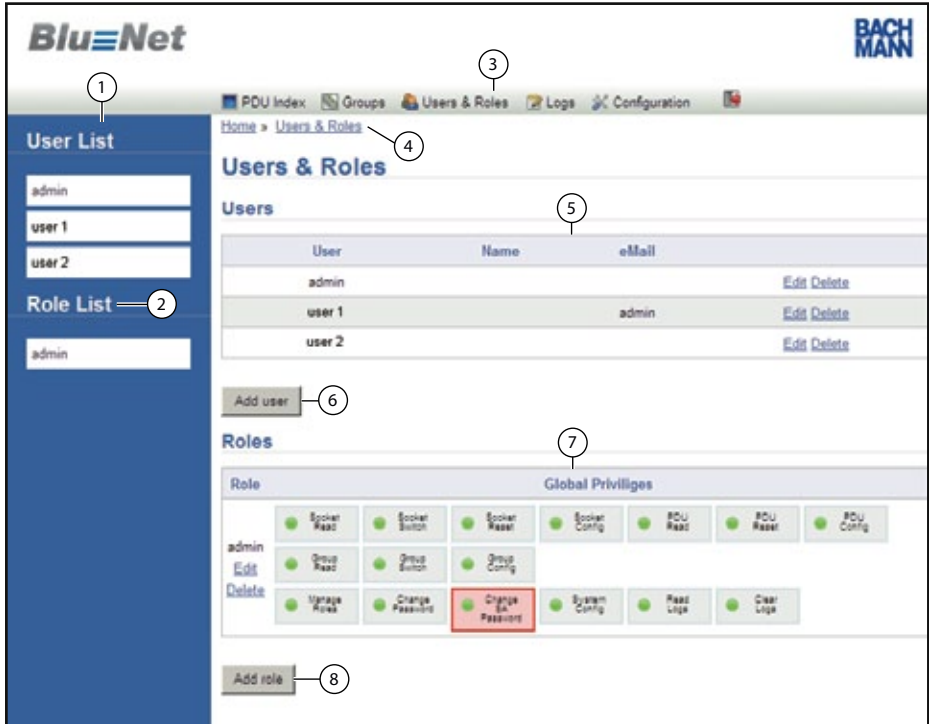 BlueNet
BACH
MANN
3
1
PDU Index Groups Users & Roles Logs Configuration
Home » Users & Roles
4
User List
Users & Roles
admin
Users
5
user 1
User Name eMail
user 2
admin Edit Delete
Role List 2
user 1 admin Edit Delete
user 2 Edit Delete
admin
Add user 6
Roles
7
Role Global Priviliges
Socket Read Socket Switch Socket Reset Socket Config PDU Read PDU Reset PDU Config
admin
Group Read Group Switch Group Config
Edit
Delete
Manage Roles Change Password Change SA Password System Config Read Logs Clear Logs
Add role 8